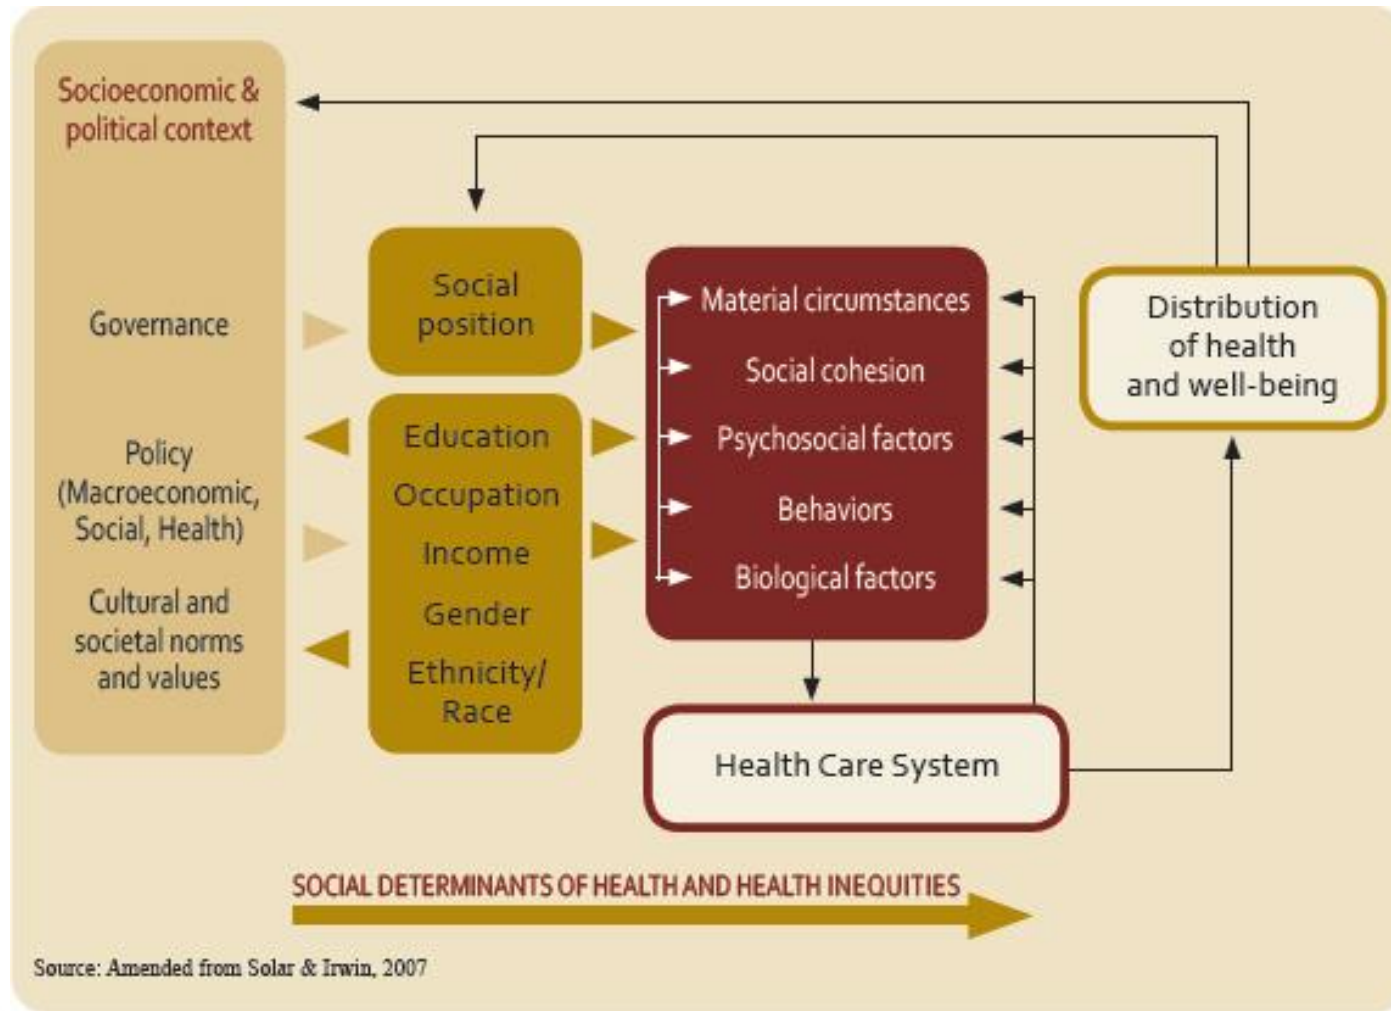 Socioeconomic &
political context
Governance
Policy
(Macroeconomic,
Social, Health)
Cultural and
societal norms
and values
Social
position
Education
Occupation
Income
Gender
Ethnicity/
Race
Material circumstances
Social cohesion
Psychosocial factors
Behaviors
Biological factors
Distribution
of health
and well-being
Health Care System
SOCIAL DETERMINANTS OF HEALTH AND HEALTH INEQUITIES
Source: Amended from Solar & Irwin, 2007